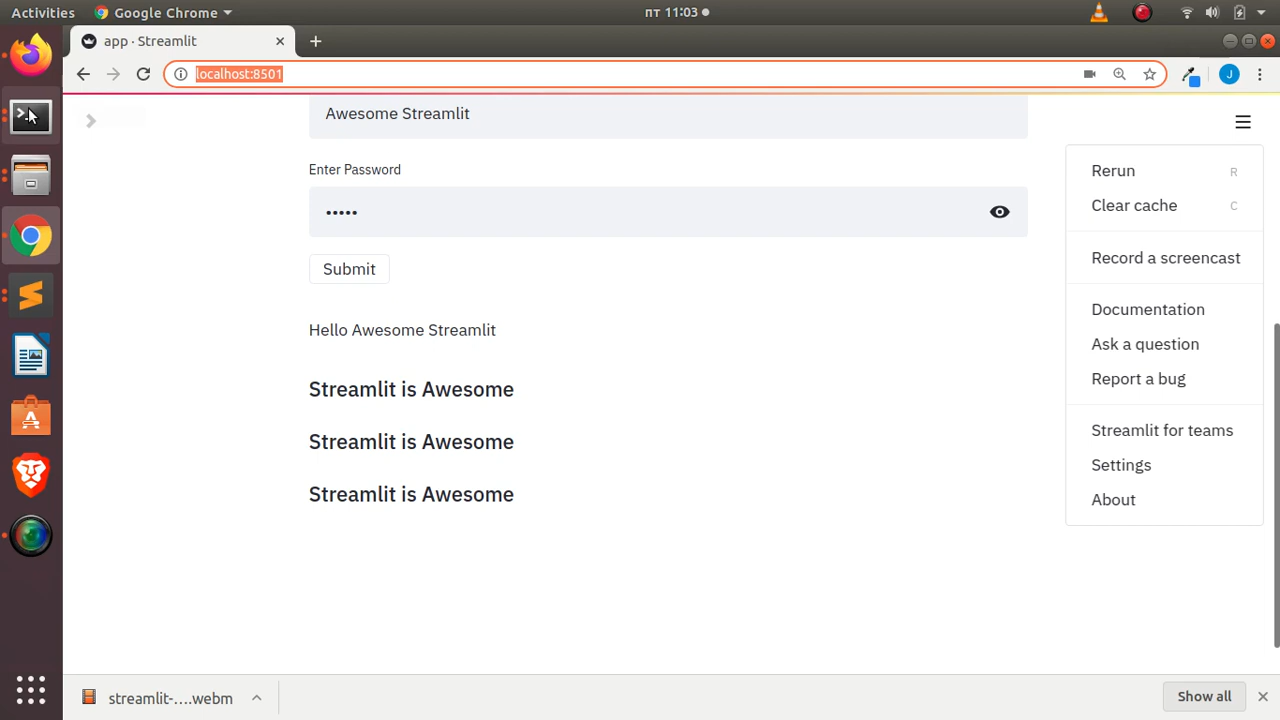 Activities
Google Chrome
пт 11:03
app · Streamlit
localhost:8501
J
Awesome Streamlit
Enter Password
•••••
Submit
Hello Awesome Streamlit
Streamlit is Awesome
Streamlit is Awesome
Streamlit is Awesome
Rerun R
Clear cache C
Record a screencast
Documentation
Ask a question
Report a bug
Streamlit for teams
Settings
About
streamlit-....webm
Show all